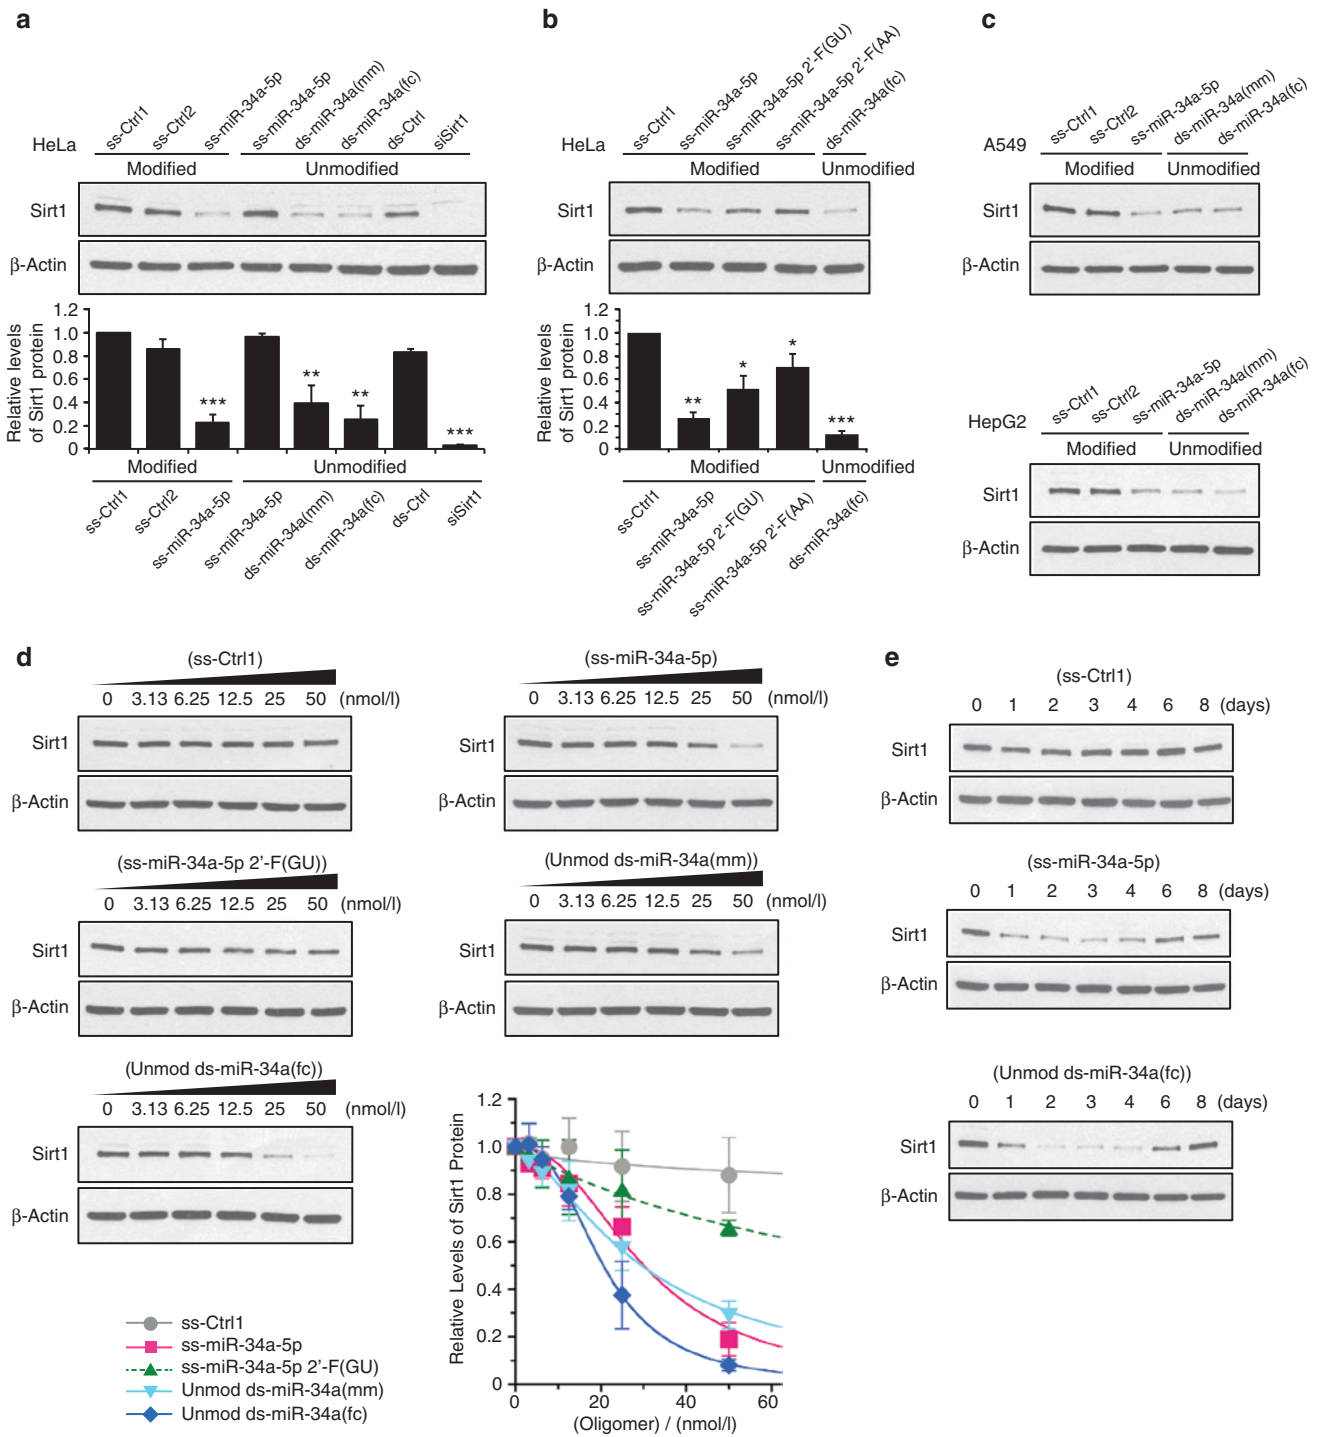 a
HeLa
ss-Ctrl1
ss-Ctrl2
ss-miR-34a-5p
ss-miR-34a-5p
ds-miR-34a(mm)
ds-miR-34a(fc)
ds-Ctrl
siSirt1
Modified
Unmodified
Sirt1
β-Actin
Relative levels
of Sirt1 protein
1.2
1.0
0.8
0.6
0.4
0.2
0
***
**
**
***
Modified
Unmodified
ss-Ctrl1
ss-Ctrl2
ss-miR-34a-5p
ss-miR-34a-5p
ds-miR-34a(mm)
ds-miR-34a(fc)
ds-Ctrl
siSirt1
b
HeLa
ss-Ctrl1
ss-miR-34a-5p
ss-miR-34a-5p 2'-F(GU)
ss-miR-34a-5p 2'-F(AA)
ds-miR-34a(fc)
Modified
Unmodified
Sirt1
β-Actin
Relative levels
of Sirt1 protein
1.2
1.0
0.8
0.6
0.4
0.2
0
**
*
*
***
Modified
Unmodified
ss-Ctrl1
ss-miR-34a-5p
ss-miR-34a-5p 2'-F(GU)
ss-miR-34a-5p 2'-F(AA)
ds-miR-34a(fc)
c
A549
ss-Ctrl1
ss-Ctrl2
ss-miR-34a-5p
ds-miR-34a(mm)
ds-miR-34a(fc)
Modified
Unmodified
Sirt1
β-Actin
HepG2
ss-Ctrl1
ss-Ctrl2
ss-miR-34a-5p
ds-miR-34a(mm)
ds-miR-34a(fc)
Modified
Unmodified
Sirt1
β-Actin
d
(ss-Ctrl1)
0 3.13 6.25 12.5 25 50 (nmol/l)
Sirt1
β-Actin
(ss-miR-34a-5p)
0 3.13 6.25 12.5 25 50 (nmol/l)
Sirt1
β-Actin
(ss-miR-34a-5p 2'-F(GU))
0 3.13 6.25 12.5 25 50 (nmol/l)
Sirt1
β-Actin
(Unmod ds-miR-34a(mm))
0 3.13 6.25 12.5 25 50 (nmol/l)
Sirt1
β-Actin
(Unmod ds-miR-34a(fc))
0 3.13 6.25 12.5 25 50 (nmol/l)
Sirt1
β-Actin
ss-Ctrl1
ss-miR-34a-5p
ss-miR-34a-5p 2'-F(GU)
Unmod ds-miR-34a(mm)
Unmod ds-miR-34a(fc)
Relative Levels of Sirt1 Protein
1.2
1.0
0.8
0.6
0.4
0.2
0
0 20 40 60
(Oligomer) / (nmol/l)
e
(ss-Ctrl1)
0 1 2 3 4 6 8 (days)
Sirt1
β-Actin
(ss-miR-34a-5p)
0 1 2 3 4 6 8 (days)
Sirt1
β-Actin
(Unmod ds-miR-34a(fc))
0 1 2 3 4 6 8 (days)
Sirt1
β-Actin